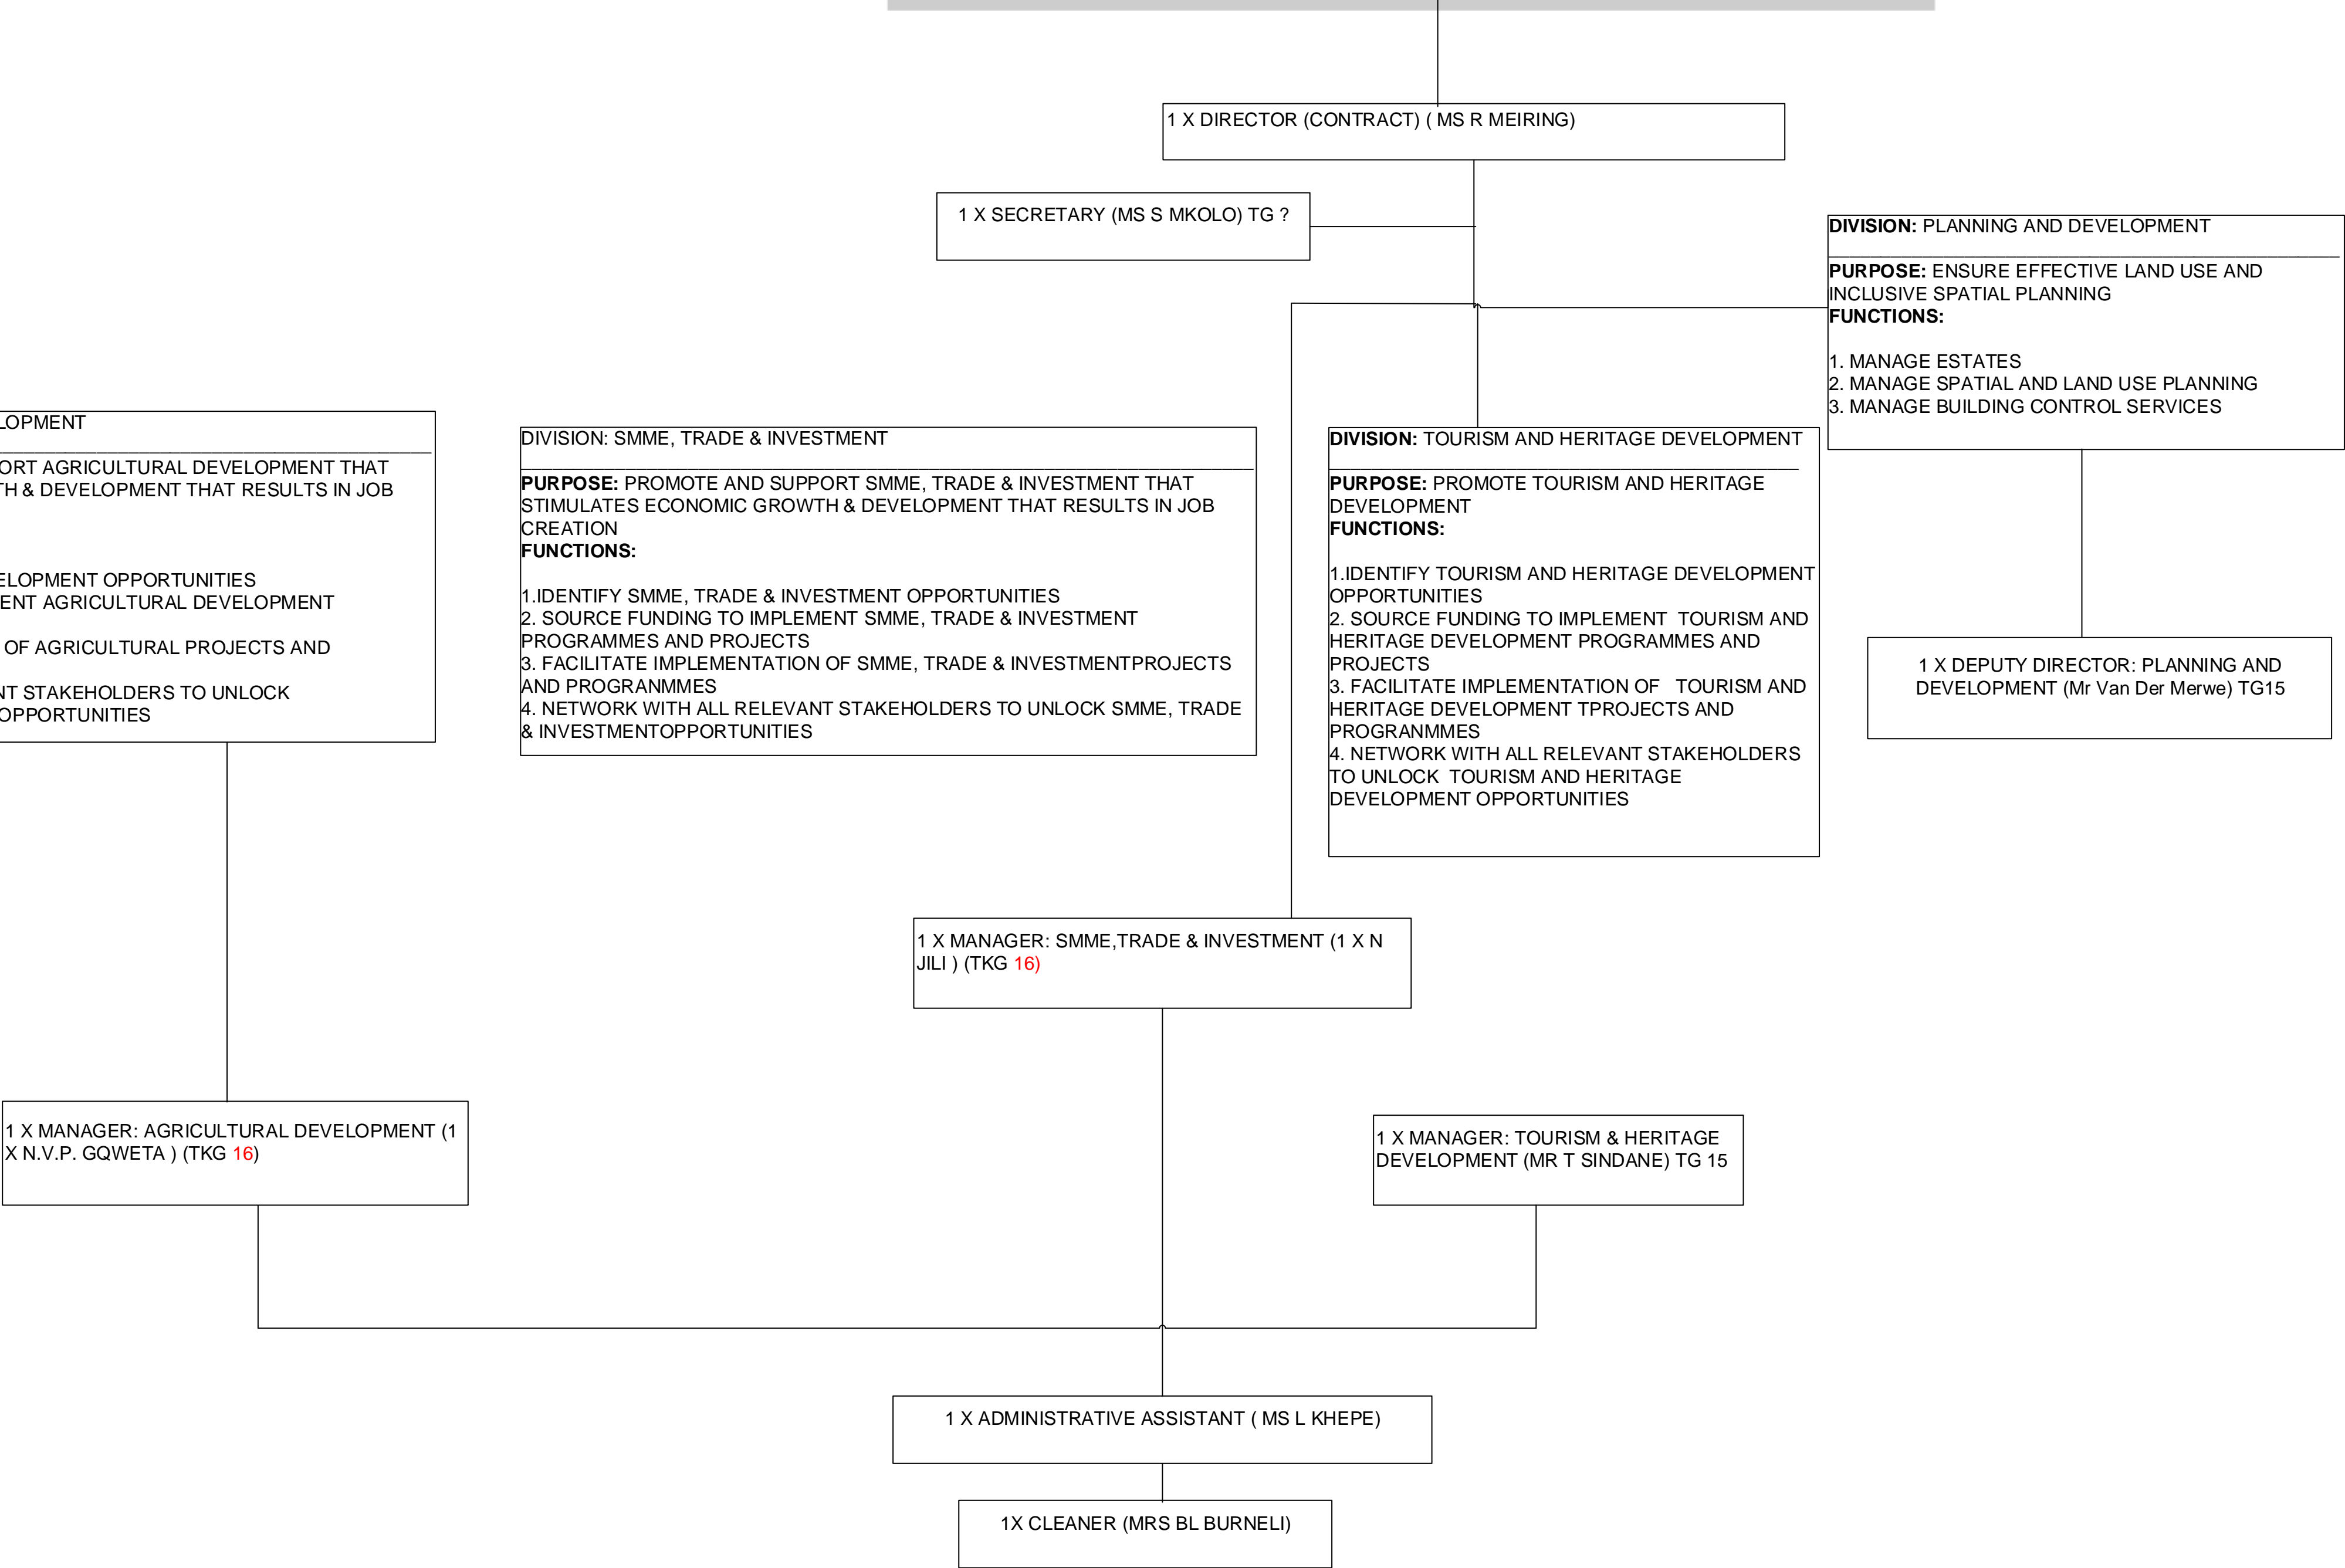 1 X DIRECTOR (CONTRACT) ( MS R MEIRING)
1 X SECRETARY (MS S MKOLO) TG ?
DIVISION: PLANNING AND DEVELOPMENT
PURPOSE: ENSURE EFFECTIVE LAND USE AND
INCLUSIVE SPATIAL PLANNING
FUNCTIONS:
1. MANAGE ESTATES
2. MANAGE SPATIAL AND LAND USE PLANNING
3. MANAGE BUILDING CONTROL SERVICES
LOPMENT
ORT AGRICULTURAL DEVELOPMENT THAT
TH & DEVELOPMENT THAT RESULTS IN JOB
ELOPMENT OPPORTUNITIES
ENT AGRICULTURAL DEVELOPMENT
OF AGRICULTURAL PROJECTS AND
NT STAKEHOLDERS TO UNLOCK
OPPORTUNITIES
DIVISION: SMME, TRADE & INVESTMENT
PURPOSE: PROMOTE AND SUPPORT SMME, TRADE & INVESTMENT THAT
STIMULATES ECONOMIC GROWTH & DEVELOPMENT THAT RESULTS IN JOB
CREATION
FUNCTIONS:
1.IDENTIFY SMME, TRADE & INVESTMENT OPPORTUNITIES
2. SOURCE FUNDING TO IMPLEMENT SMME, TRADE & INVESTMENT
PROGRAMMES AND PROJECTS
3. FACILITATE IMPLEMENTATION OF SMME, TRADE & INVESTMENTPROJECTS
AND PROGRANMMES
4. NETWORK WITH ALL RELEVANT STAKEHOLDERS TO UNLOCK SMME, TRADE
& INVESTMENTOPPORTUNITIES
DIVISION: TOURISM AND HERITAGE DEVELOPMENT
PURPOSE: PROMOTE TOURISM AND HERITAGE
DEVELOPMENT
FUNCTIONS:
1.IDENTIFY TOURISM AND HERITAGE DEVELOPMENT
OPPORTUNITIES
2. SOURCE FUNDING TO IMPLEMENT TOURISM AND
HERITAGE DEVELOPMENT PROGRAMMES AND
PROJECTS
3. FACILITATE IMPLEMENTATION OF TOURISM AND
HERITAGE DEVELOPMENT TPROJECTS AND
PROGRANMMES
4. NETWORK WITH ALL RELEVANT STAKEHOLDERS
TO UNLOCK TOURISM AND HERITAGE
DEVELOPMENT OPPORTUNITIES
1 X DEPUTY DIRECTOR: PLANNING AND
DEVELOPMENT (Mr Van Der Merwe) TG15
1 X MANAGER: SMME,TRADE & INVESTMENT (1 X N
JILI ) (TKG 16)
1 X MANAGER: AGRICULTURAL DEVELOPMENT (1
X N.V.P. GQWETA ) (TKG 16)
1 X MANAGER: TOURISM & HERITAGE
DEVELOPMENT (MR T SINDANE) TG 15
1 X ADMINISTRATIVE ASSISTANT ( MS L KHEPE)
1X CLEANER (MRS BL BURNELI)